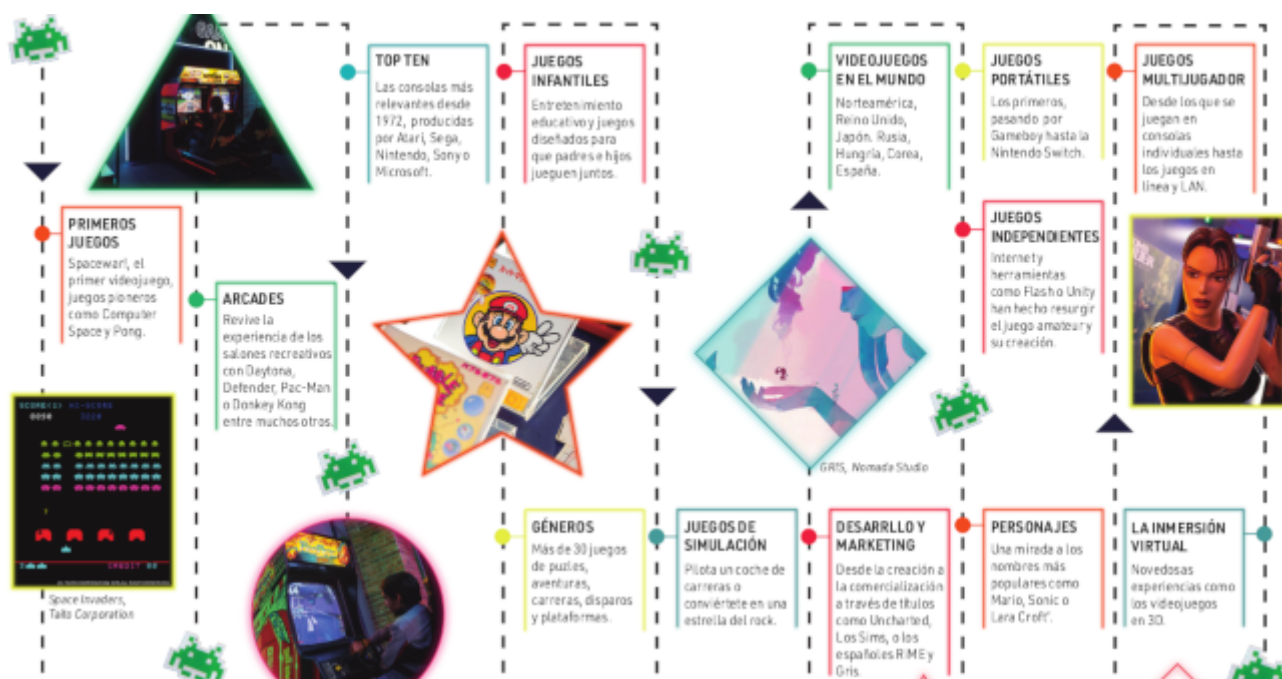 TOP TEN
Las consolas más
relevantes desde
1972, producidas
por Atari, Sega,
Nintendo, Sony o
Microsoft.
JUEGOS
INFANTILES
Entretenimiento
educativo y juegos
diseñados para
que padres e hijos
jueguen juntos.
VIDEOJUEGOS
EN EL MUNDO
Norteamérica,
Reino Unido,
Japón, Rusia,
Hungría, Corea,
España.
JUEGOS
PORTÁTILES
Los primeros,
pasando por
Gameboy hasta la
Nintendo Switch.
JUEGOS
MULTIJUGADOR
Desde los que se
juegan en
consolas
individuales hasta
los juegos en
línea y LAN.
PRIMEROS
JUEGOS
Spacewar!, el
primer videojuego,
juegos pioneros
como Computer
Space y Pong.
ARCADES
Revive la
experiencia de los
salones recreativos
con Daytona,
Defender, Pac-Man
o Donkey Kong
entre muchos otros.
JUEGOS
INDEPENDIENTES
Internet y
herramientas
como Flash o Unity
han hecho resurgir
el juego amateur y
su creación.
SCORE<1> HI-SCORE
CREDIT 00
Space Invaders,
Taito Corporation
GRIS, Nomada Studio
GÉNEROS
Más de 30 juegos
de puzles,
aventuras,
carreras, disparos
y plataformas.
JUEGOS DE
SIMULACIÓN
Pilota un coche de
carreras o
conviértete en una
estrella del rock.
DESARRLLO Y
MARKETING
Desde la creación a
la comercialización
a través de títulos
como Uncharted,
Los Sims, o los
españoles RiME y
Gris.
PERSONAJES
Una mirada a los
nombres más
populares como
Mario, Sonic o
Lara Croft'.
LA INMERSIÓN
VIRTUAL
Novedosas
experiencias como
los videojuegos
en 3D.